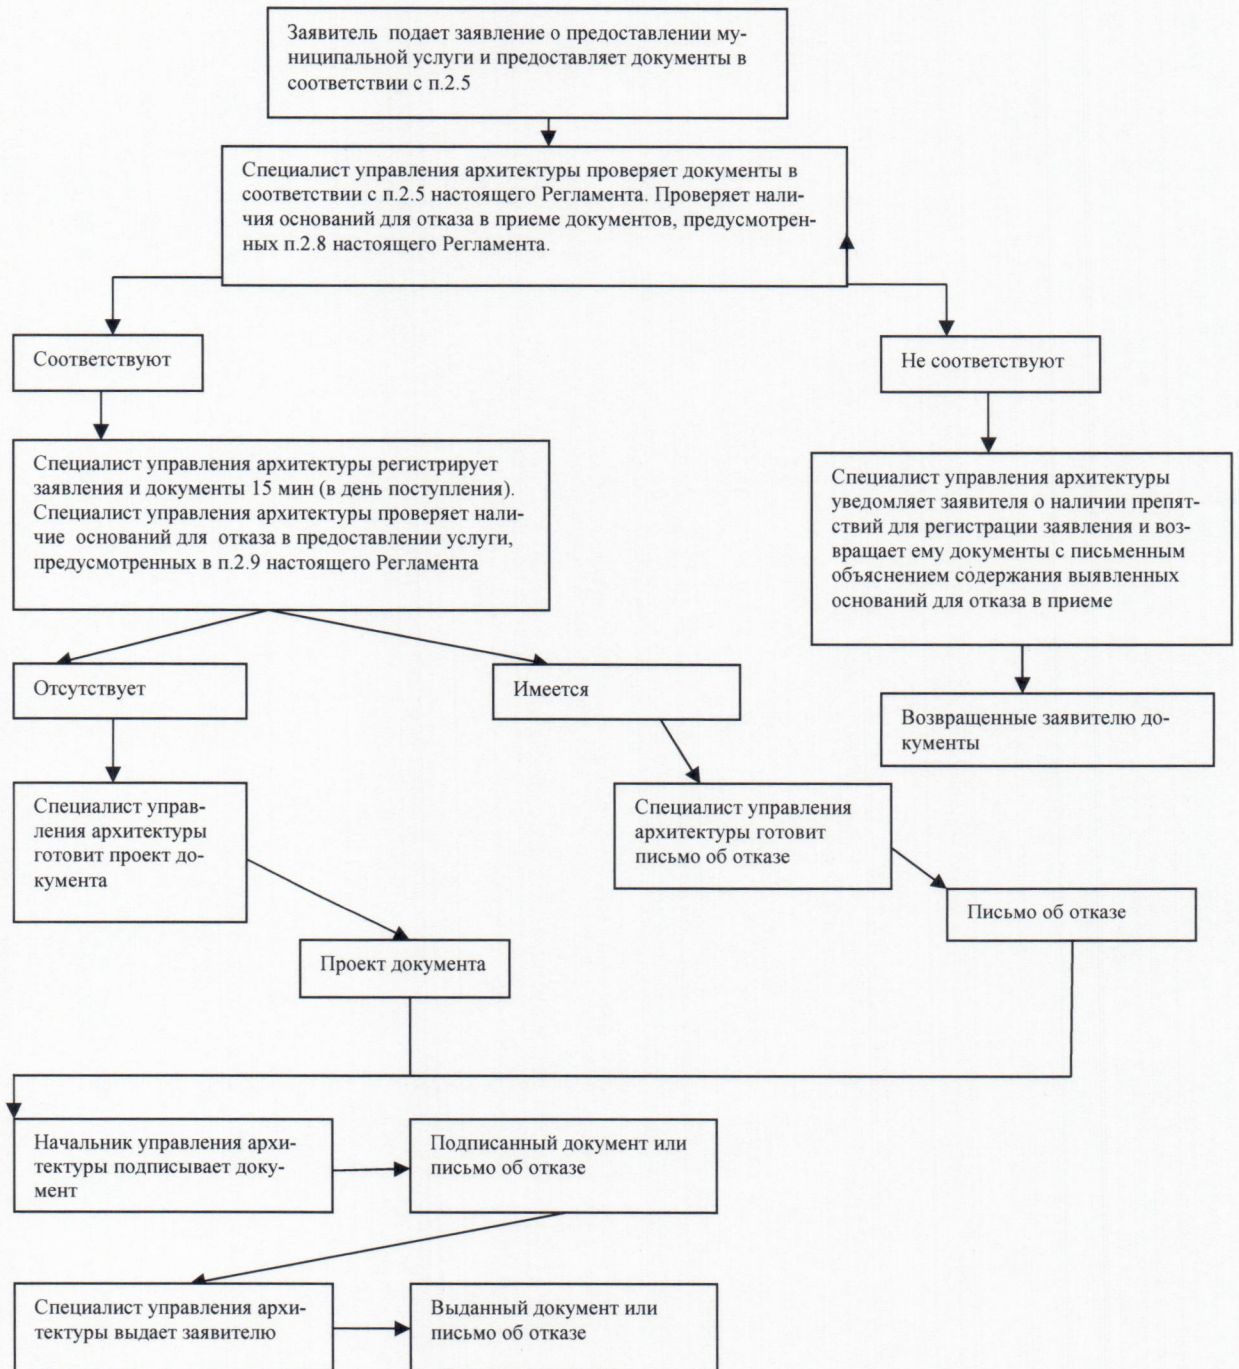 Заявитель подает заявление о предоставлении му-
ниципальной услуги и предоставляет документы в
соответствии с п.2.5
Специалист управления архитектуры проверяет документы в
соответствии с п.2.5 настоящего Регламента. Проверяет нали-
чия оснований для отказа в приеме документов, предусмотрен-
ных п.2.8 настоящего Регламента.
Соответствуют
Не соответствуют
Специалист управления архитектуры регистрирует
заявления и документы 15 мин (в день поступления).
Специалист управления архитектуры проверяет нали-
чие оснований для отказа в предоставлении услуги,
предусмотренных в п.2.9 настоящего Регламента
Специалист управления архитектуры
уведомляет заявителя о наличии препят-
ствий для регистрации заявления и воз-
вращает ему документы с письменным
объяснением содержания выявленных
оснований для отказа в приеме
Отсутствует
Имеется
Возвращенные заявителю до-
кументы
Специалист управ-
ления архитектуры
готовит проект до-
кумента
Специалист управления
архитектуры готовит
письмо об отказе
Письмо об отказе
Проект документа
Начальник управления архи-
тектуры подписывает доку-
мент
Подписанный документ или
письмо об отказе
Специалист управления архи-
тектуры выдает заявителю
Выданный документ или
письмо об отказе